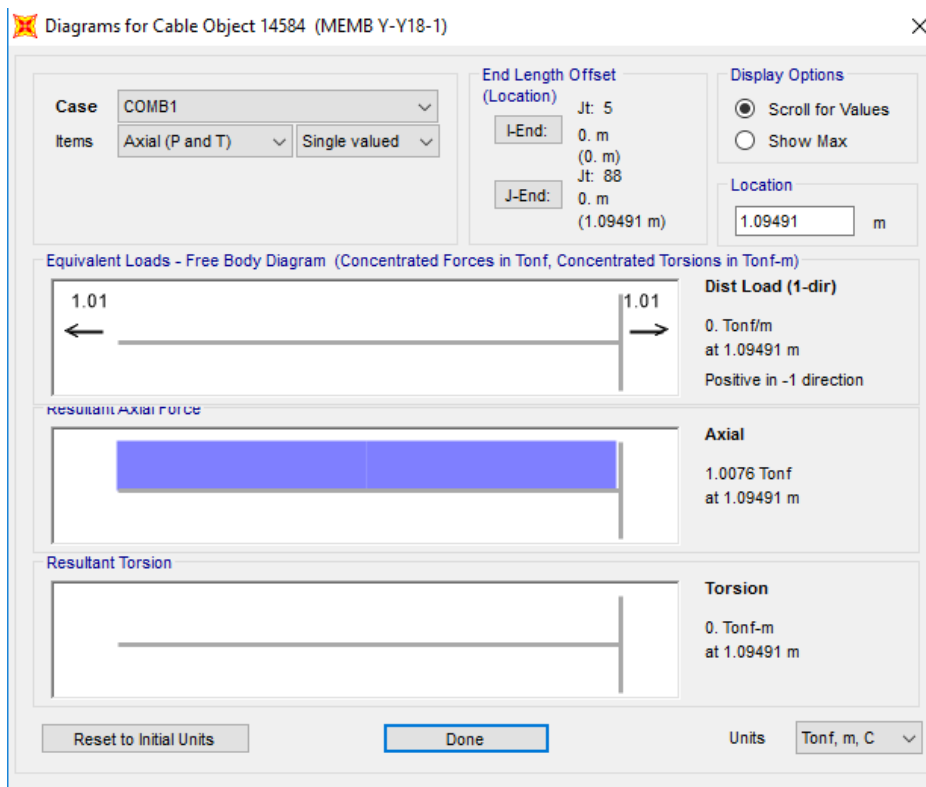 Diagrams for Cable Object 14584 (MEMB Y-Y18-1)
Case COMB1
Items Axial (P and T) Single valued
End Length Offset
(Location)
Jt: 5
I-End: 0. m
(0. m)
Jt: 88
J-End: 0. m
(1.09491 m)
Display Options
Scroll for Values
Show Max
Location
1.09491 m
Equivalent Loads - Free Body Diagram (Concentrated Forces in Tonf, Concentrated Torsions in Tonf-m)
1.01 1.01
Dist Load (1-dir)
0. Tonf/m
at 1.09491 m
Positive in -1 direction
Resultant Axial Force
Axial
1.0076 Tonf
at 1.09491 m
Resultant Torsion
Torsion
0. Tonf-m
at 1.09491 m
Reset to Initial Units Done Units Tonf, m, C